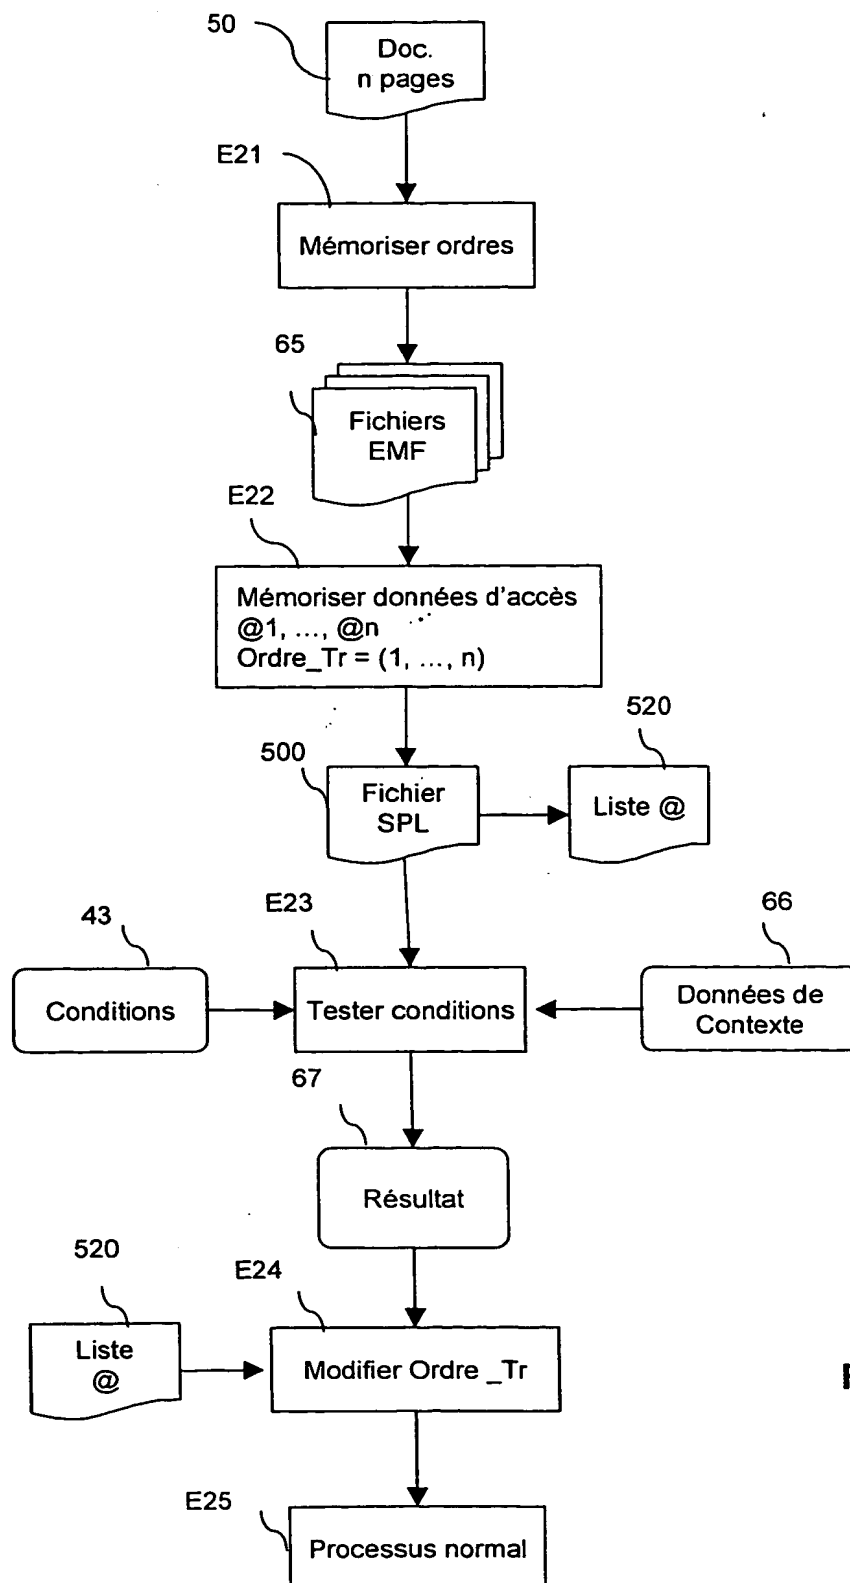 50
Doc.
n pages
E21
Mémoriser ordres
65
Fichiers
EMF
E22
Mémoriser données d'accès
@1, ..., @n
Ordre_Tr = (1, ..., n)
500
Fichier
SPL
520
Liste @
43
Conditions
E23
Tester conditions
66
Données de
Contexte
67
Résultat
520
Liste
@
E24
Modifier Ordre _Tr
E25
Processus normal